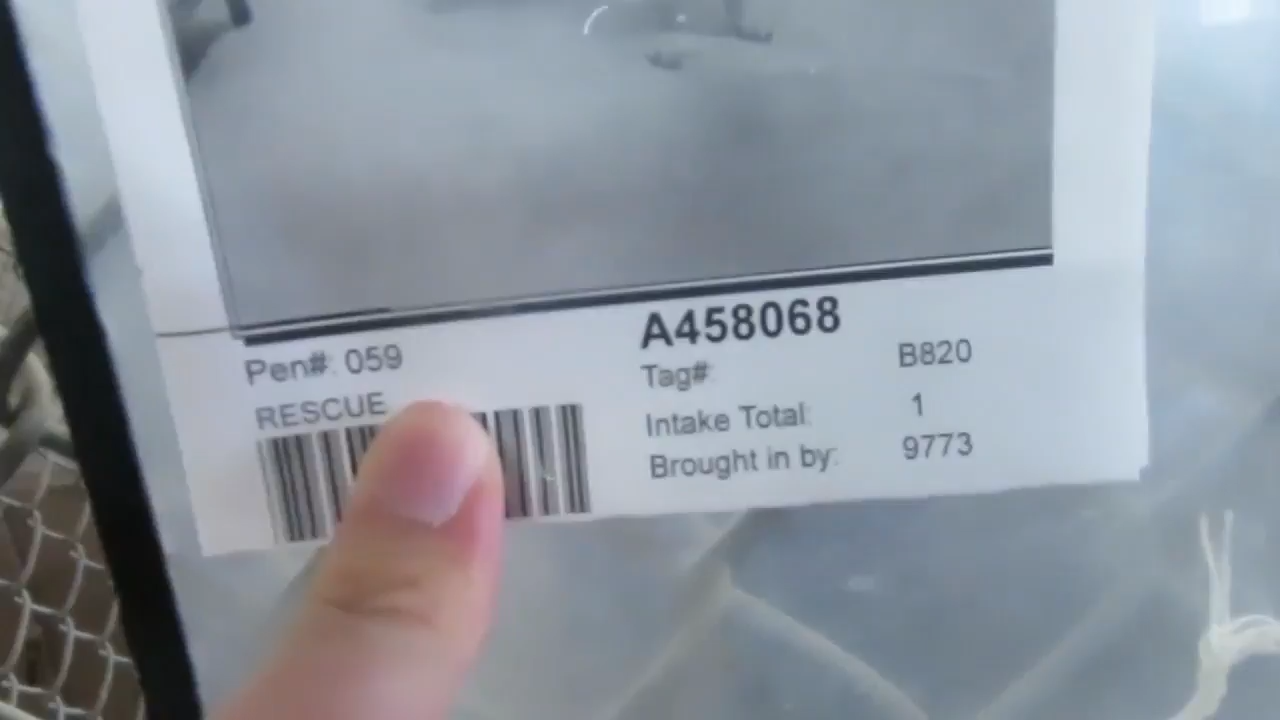 Pen#: 059
RESCUE
A458068
Tag#: B820
Intake Total: 1
Brought in by: 9773